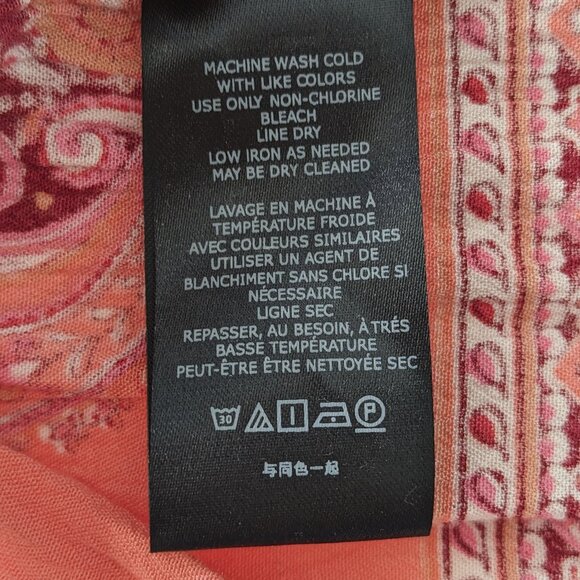 MACHINE WASH COLD
WITH LIKE COLORS
USE ONLY NON-CHLORINE
BLEACH
LINE DRY
LOW IRON AS NEEDED
MAY BE DRY CLEANED
LAVAGE EN MACHINE À
TEMPÉRATURE FROIDE
AVEC COULEURS SIMILAIRES
UTILISER UN AGENT DE
BLANCHIMENT SANS CHLORE SI
NÉCESSAIRE
LIGNE SEC
REPASSER, AU BESOIN, À TRÉS
BASSE TEMPÉRATURE
PEUT-ÊTRE ÊTRE NETTOYÉE SEC
30 P
与同色一起